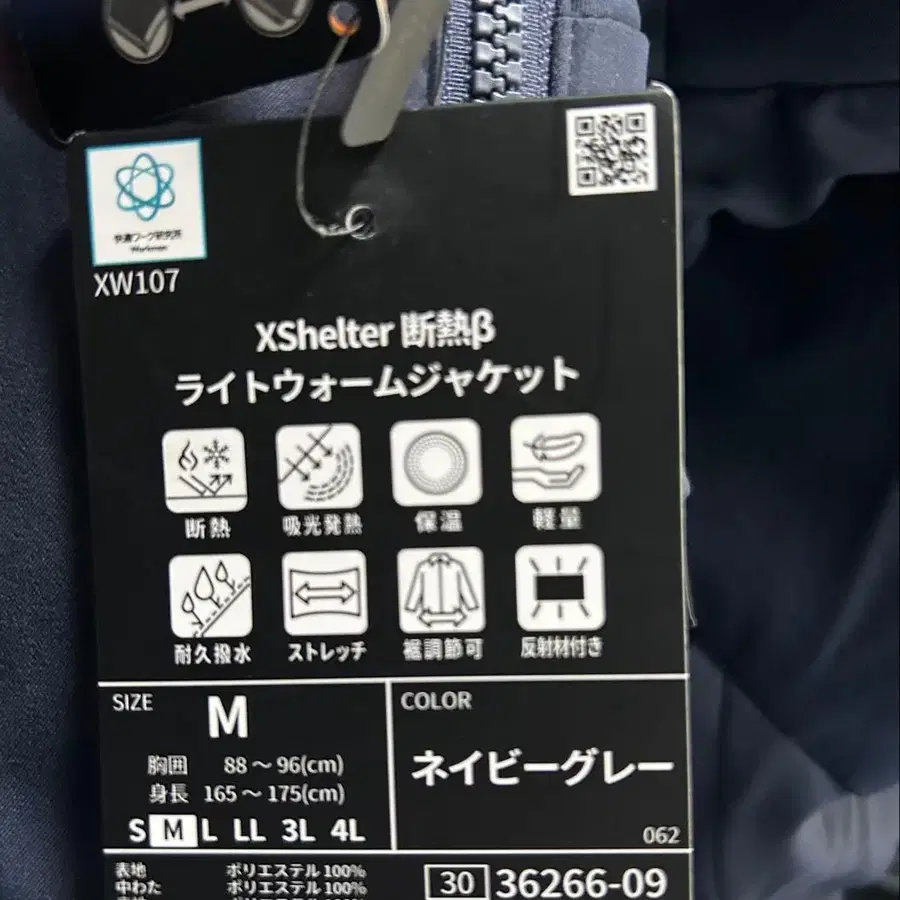 快適ワーク研究所
Workman
XW107
XShelter 断熱β
ライトウォームジャケット
断熱 吸光発熱 保温 軽量
耐久撥水 ストレッチ 裾調節可 反射材付き
SIZE
M
胸囲 88～96(cm)
身長 165～175(cm)
S M L LL 3L 4L
COLOR
ネイビーグレー
062
表地 ポリエステル100%
中わた ポリエステル100%
30 36266-09